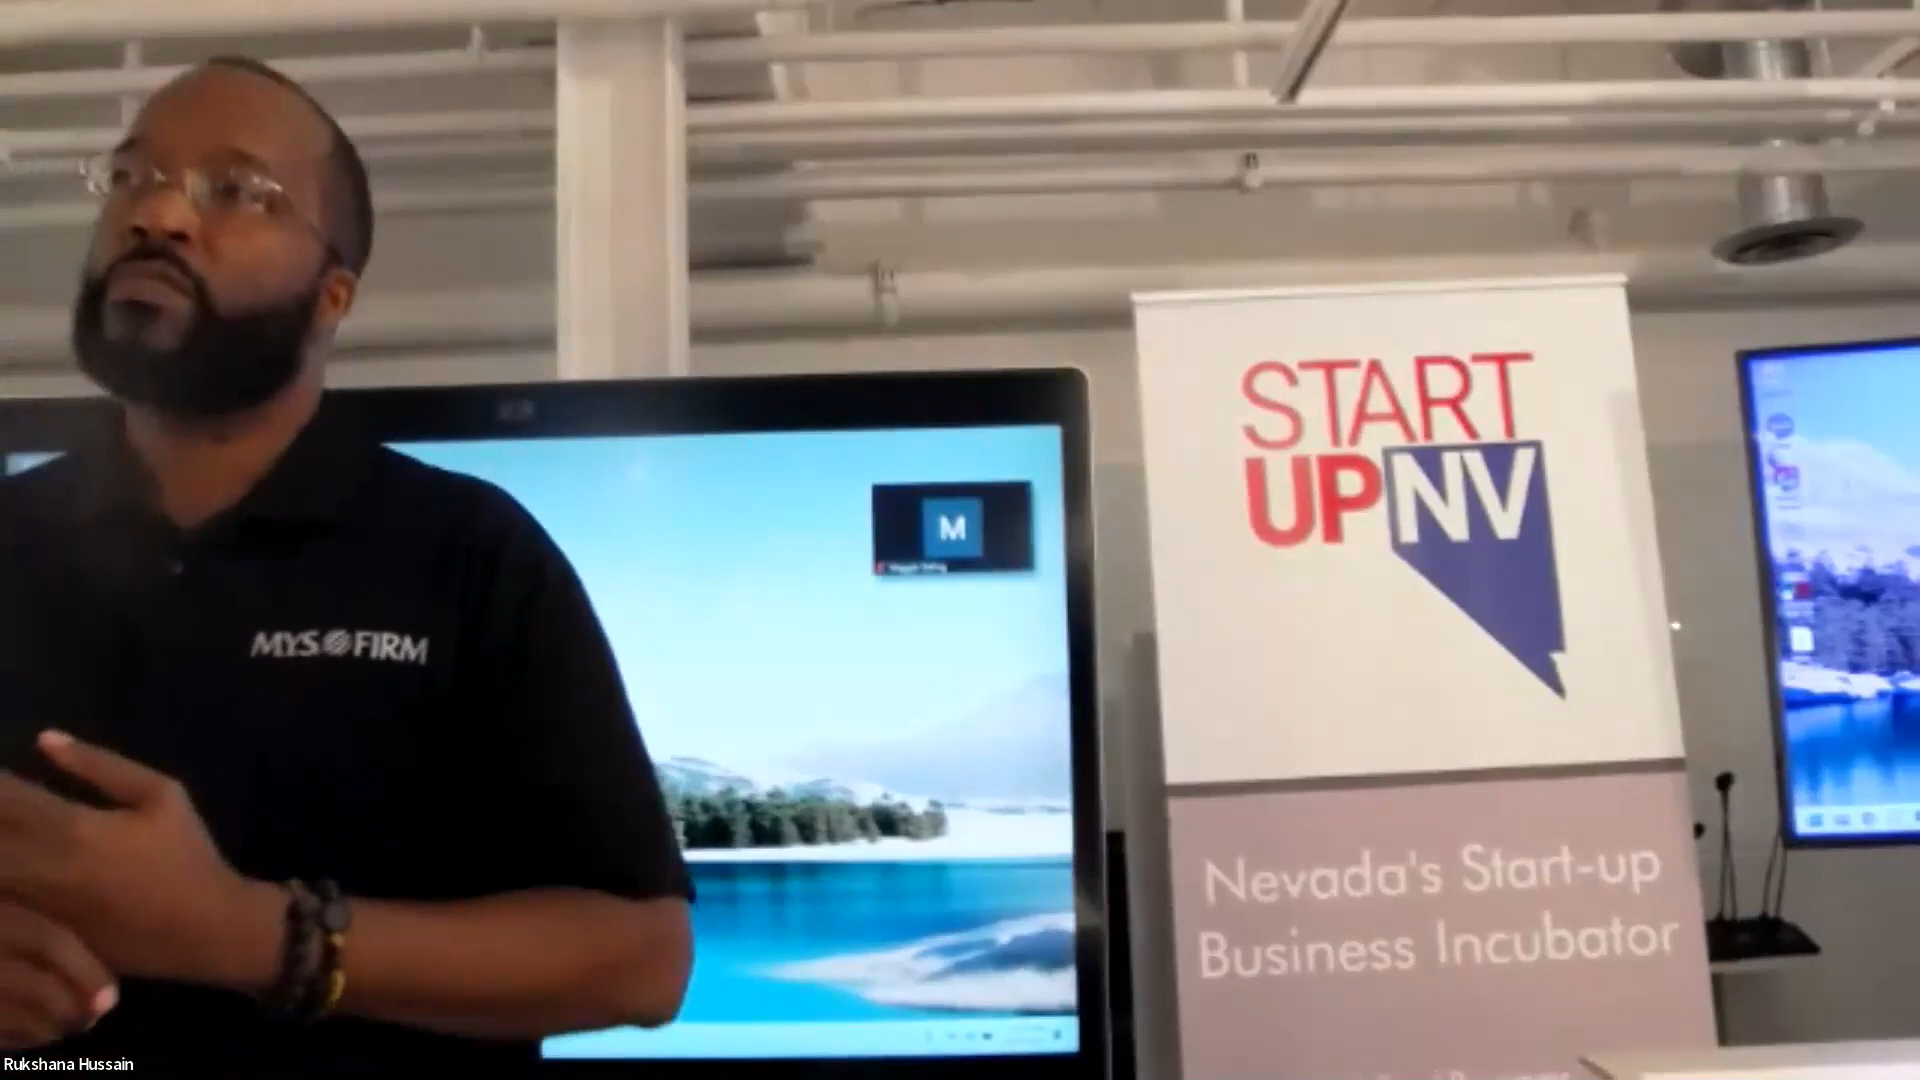 MYS FIRM
M
START
UPNV
Nevada's Start-up
Business Incubator
Rukshana Hussain